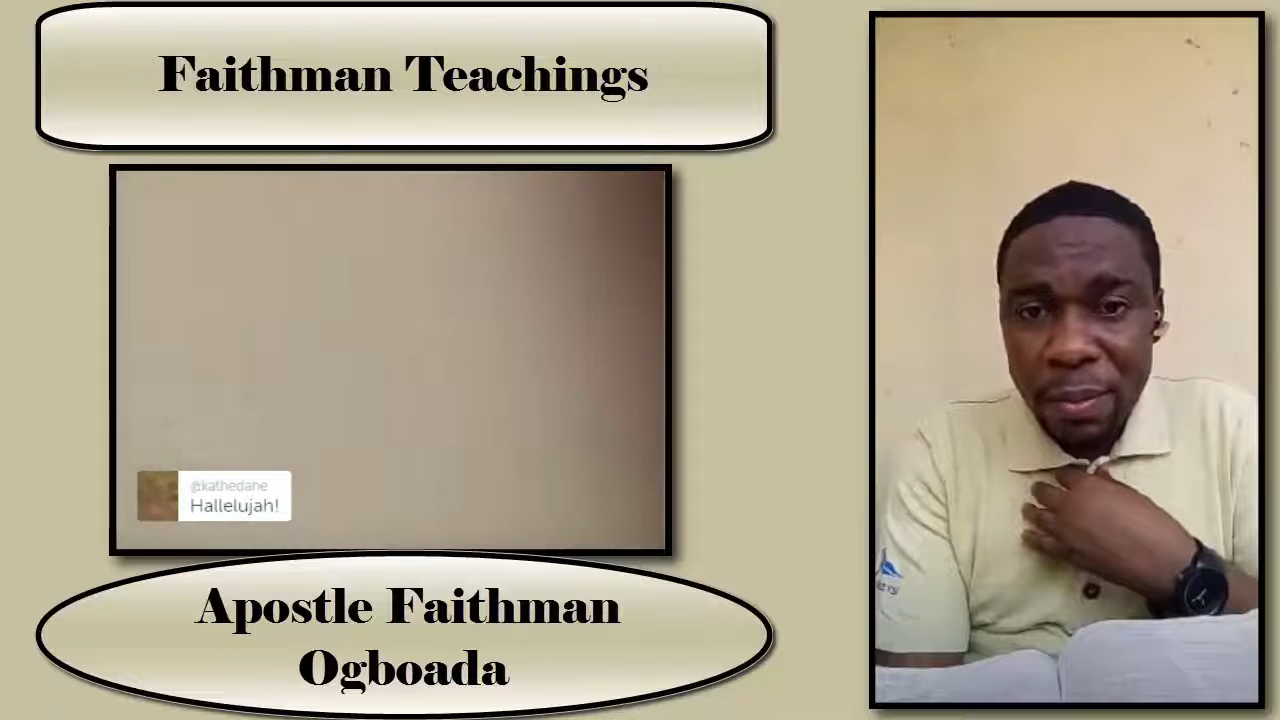 Faithman Teachings
@kathedane
Hallelujah!
Apostle Faithman
Ogboada